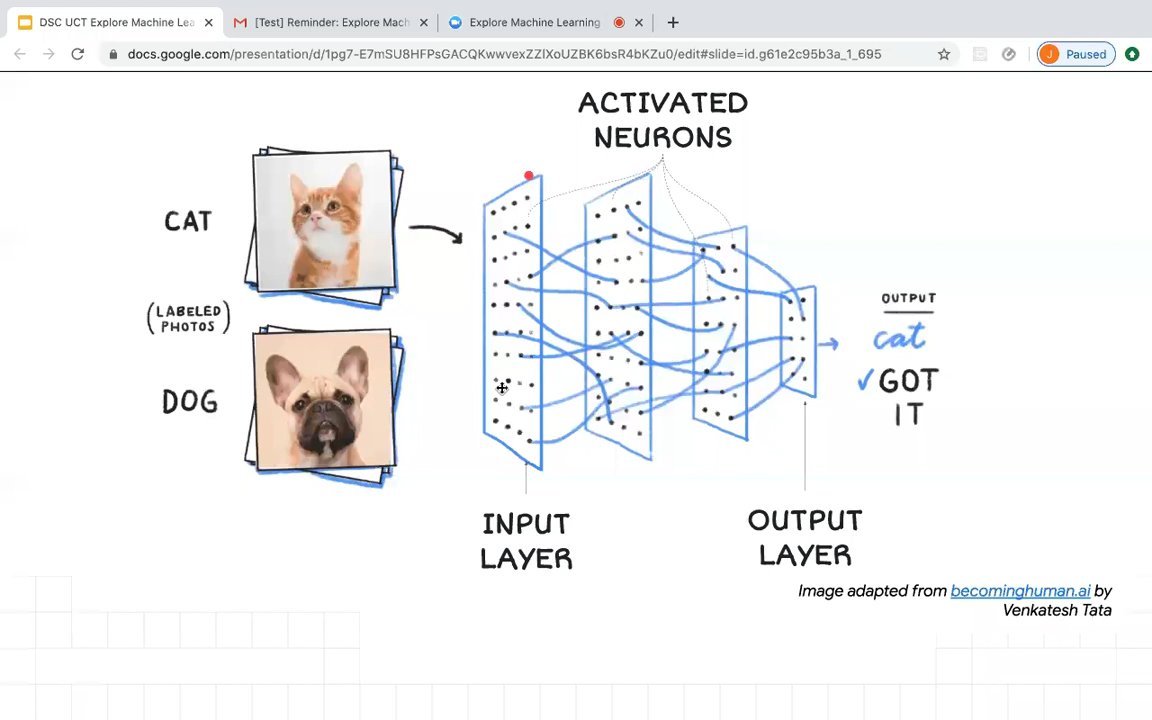 DSC UCT Explore Machine Lea
[Test] Reminder: Explore Mach
Explore Machine Learning
docs.google.com/presentation/d/1pg7-E7mSU8HFPsGACQKwwvexZZIXoUZBK6bsR4bKZu0/edit#slide=id.g61e2c95b3a_1_695
J Paused
ACTIVATED
NEURONS
CAT
(LABELED
PHOTOS)
DOG
OUTPUT
cat
✓GOT
IT
INPUT
LAYER
OUTPUT
LAYER
Image adapted from becominghuman.ai by
Venkatesh Tata